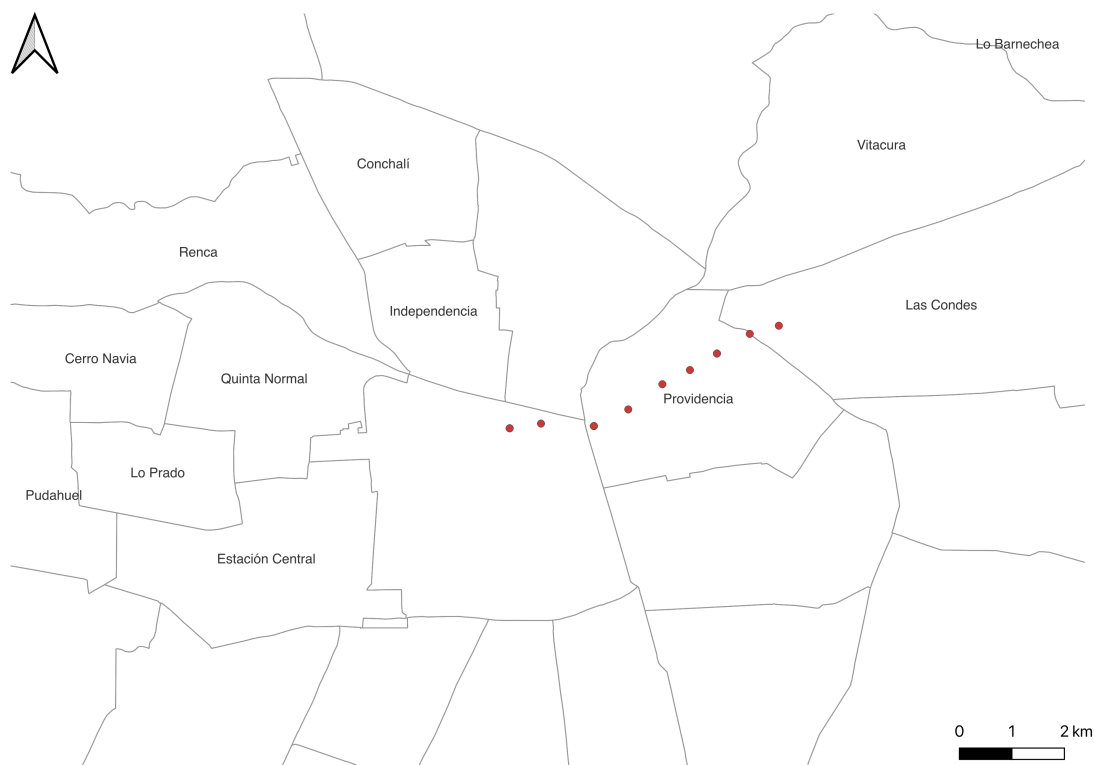 Lo Barnechea
Vitacura
Conchalí
Renca
Las Condes
Independencia
Cerro Navia
Quinta Normal
Providencia
Lo Prado
Pudahuel
Estación Central
0 1 2 km